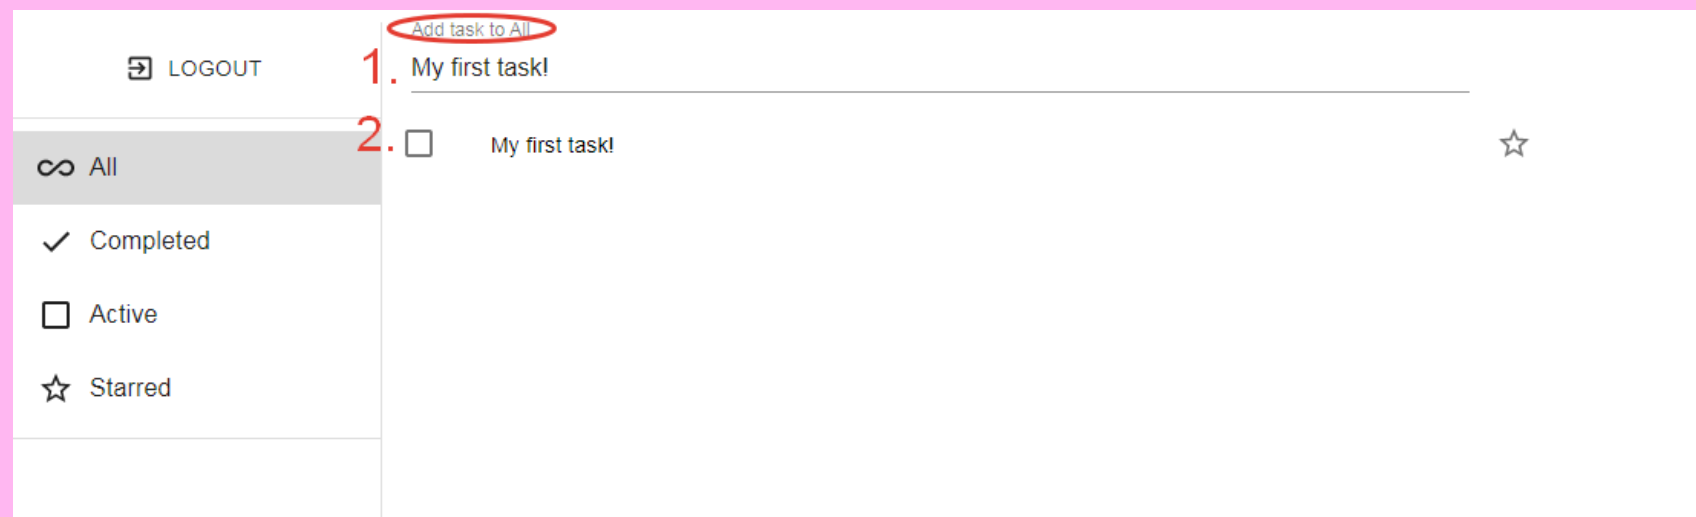 Add task to All
LOGOUT
1. My first task!
2. My first task!
All
Completed
Active
Starred